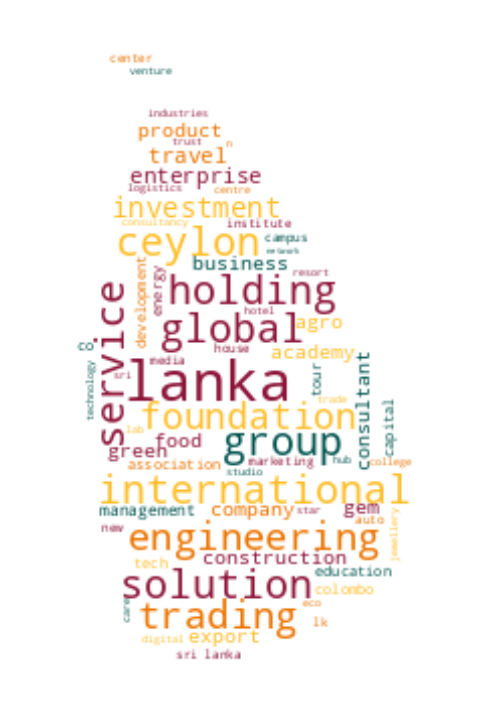 center
venture
industries
product
trust
n
travel
enterprise
logistics
centre
investment
consultancy
institute
ceylon
campus
network
business
development
energy
resort
holding
service
hotel
global
agro
co
house
academy
media
technology
sri
lanka
tour
consultant
trade
foundation
capital
lab
group
food
greeh
association
marketing
hub
college
studio
international
management
company
star
gem
auto
new
engineering
jewellery
construction
tech
education
solution
colombo
care
trading
eco
lk
digital
export
sri lanka